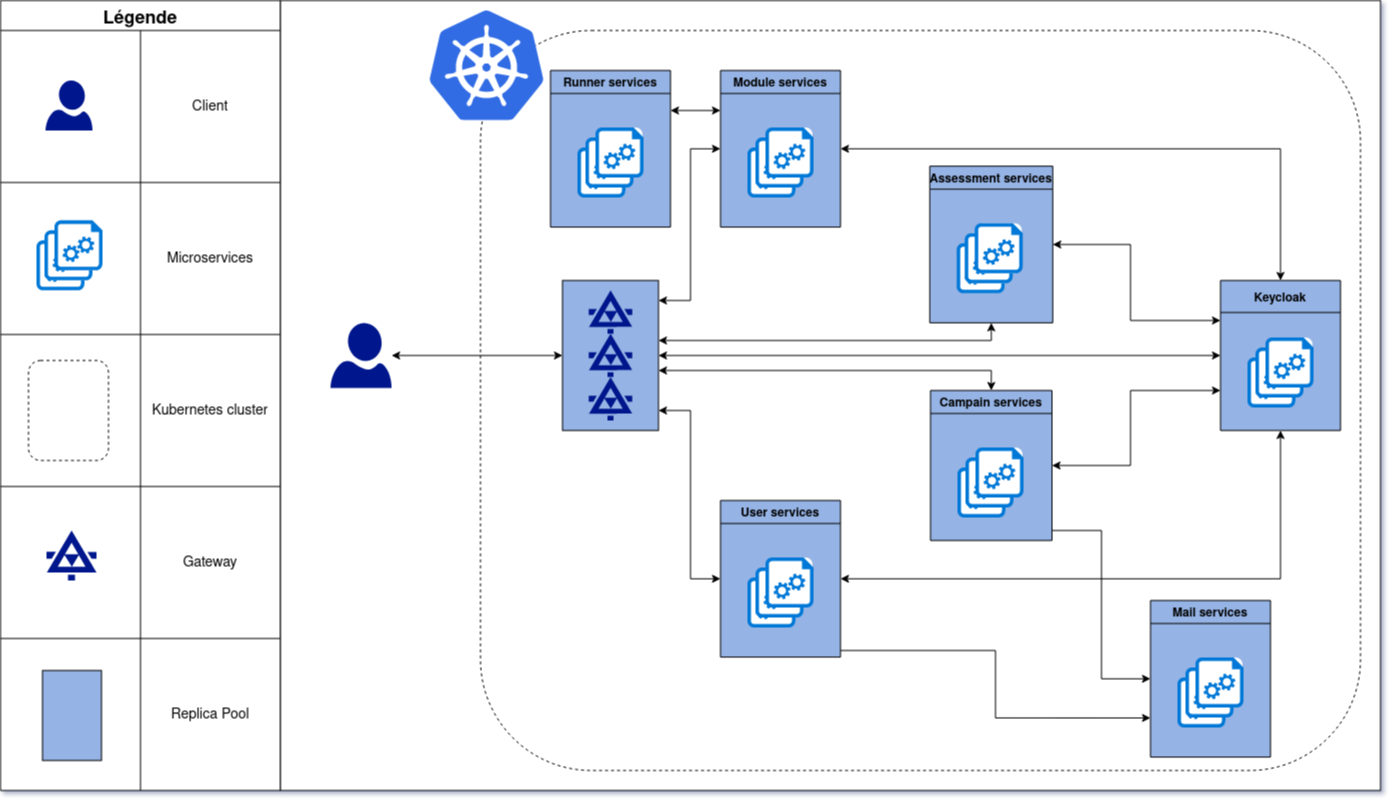 Légende
Client
Microservices
Kubernetes cluster
Gateway
Replica Pool
Runner services
Module services
Assessment services
Keycloak
Campain services
User services
Mail services